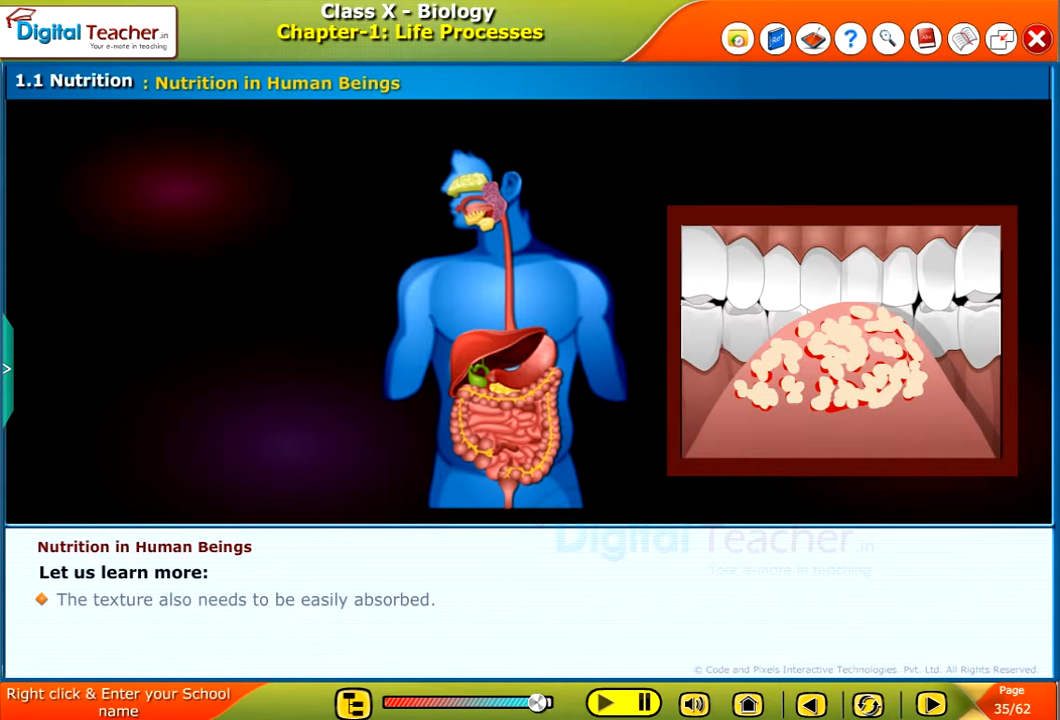 Digital Teacher.in
Your e-mate in teaching
Class X - Biology
Chapter-1: Life Processes
Ref
?
1.1 Nutrition : Nutrition in Human Beings
>
Digital Teacher.in
Your e-mate in teaching
Nutrition in Human Beings
Let us learn more:
The texture also needs to be easily absorbed.
© Code and Pixels Interactive Technologies. Pvt. Ltd. All Rights Reserved.
Right click & Enter your School
name
Page
35/62